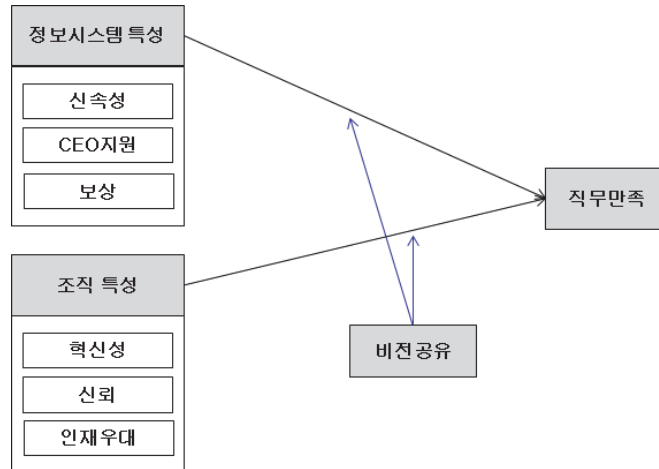 정보시스템 특성
신속성
CEO지원
보상
직무만족
조직 특성
혁신성
신뢰
인재우대
비전공유